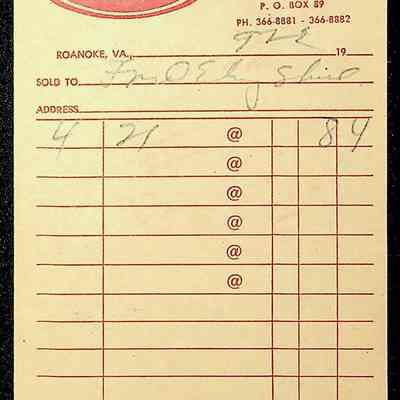 P. O. BOX 89
PH. 366-8881 - 366-8882
ROANOKE, VA., 19
SOLD TO
ADDRESS
4 21 @ 84
@
@
@
@
@